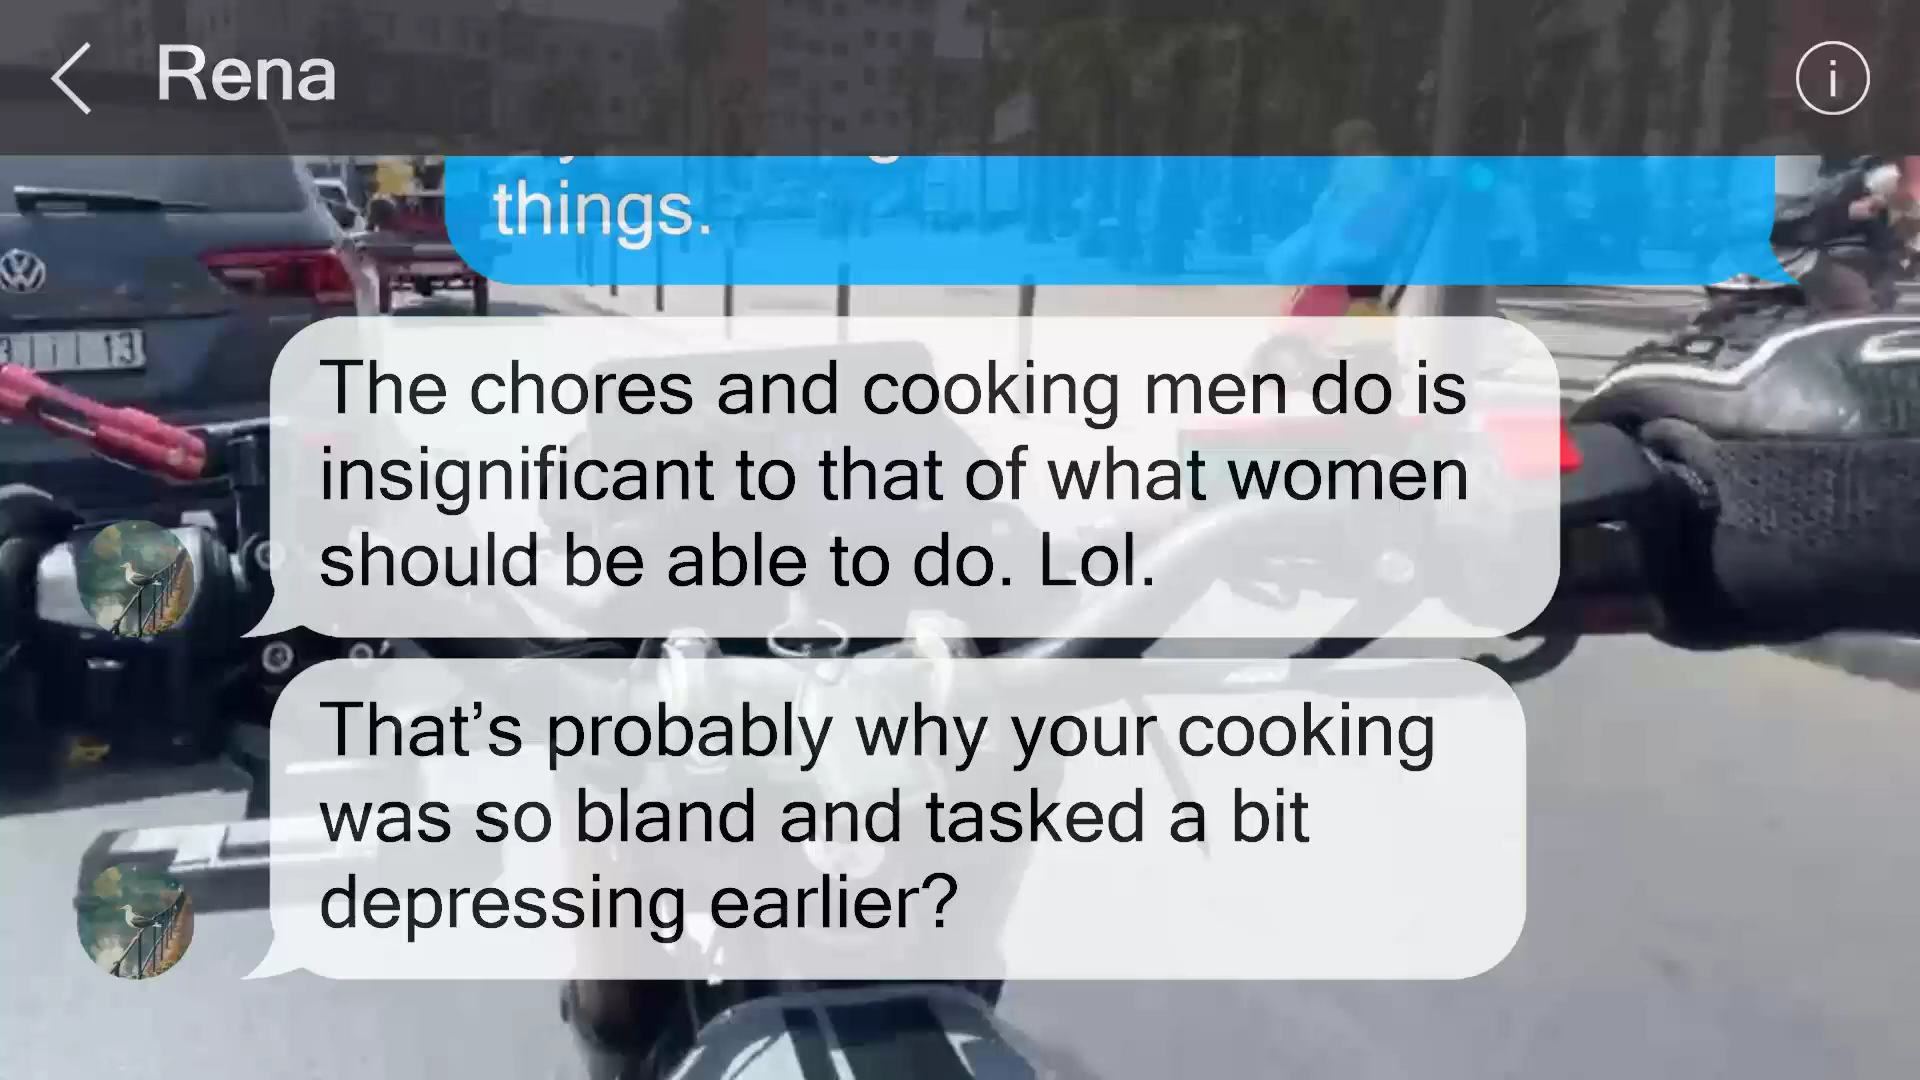 Rena
things.
The chores and cooking men do is
insignificant to that of what women
should be able to do. Lol.
That's probably why your cooking
was so bland and tasked a bit
depressing earlier?